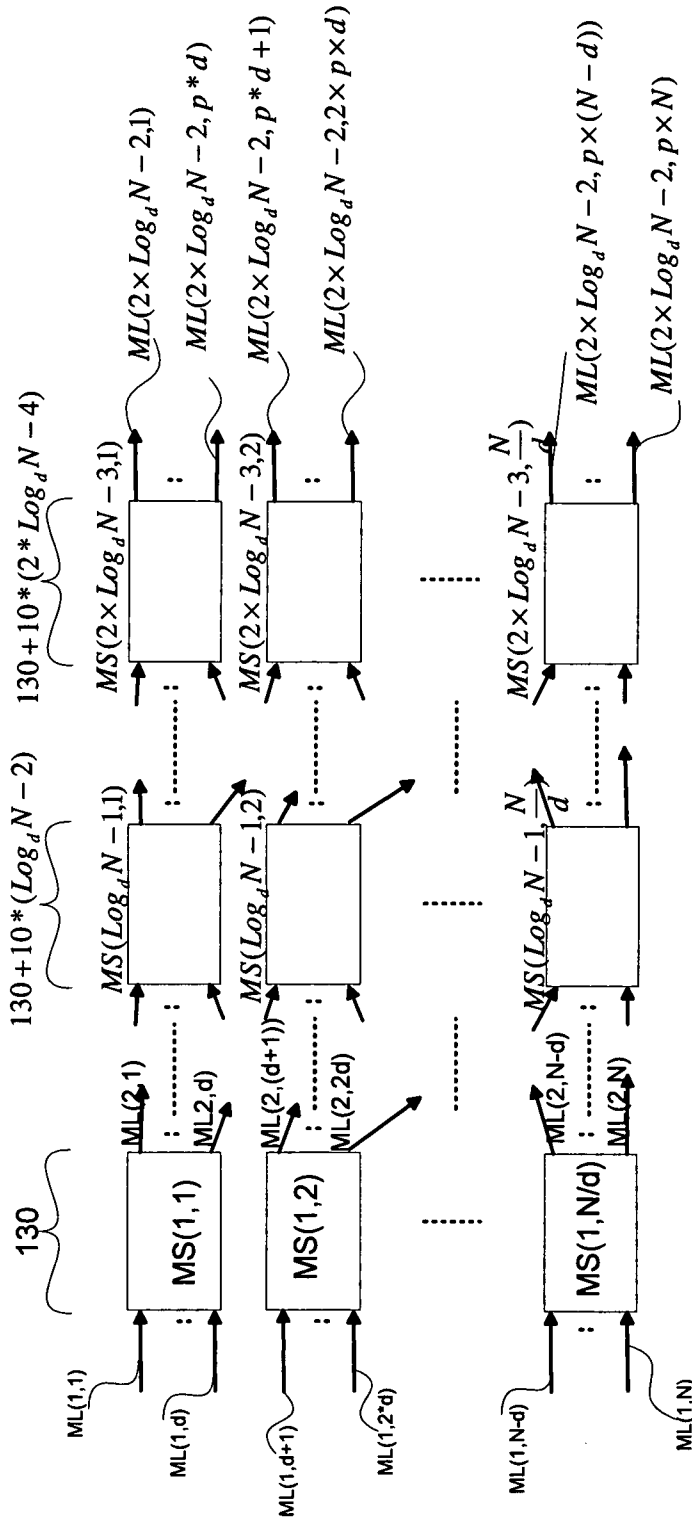 130
130+10*(Log_d N−2)
130+10*(2*Log_d N−4)
ML(1,1)
MS(1,1)
ML(2,1)
MS(Log_d N−1,1)
MS(2×Log_d N−3,1)
ML(2×Log_d N−2,1)
ML(1,d)
ML2,d)
ML(2×Log_d N−2,p*d)
ML(1,d+1)
MS(1,2)
ML(2,(d+1))
MS(Log_d N−1,2)
MS(2×Log_d N−3,2)
ML(2×Log_d N−2,p*d+1)
ML(1,2*d)
ML(2,2d)
ML(2×Log_d N−2,2×p×d)
ML(1,N-d)
MS(1,N/d)
ML(2,N-d)
MS(Log_d N−1,N/d)
MS(2×Log_d N−3,N/d)
ML(2×Log_d N−2,p×(N−d))
ML(1,N)
ML(2,N)
ML(2×Log_d N−2,p×N)